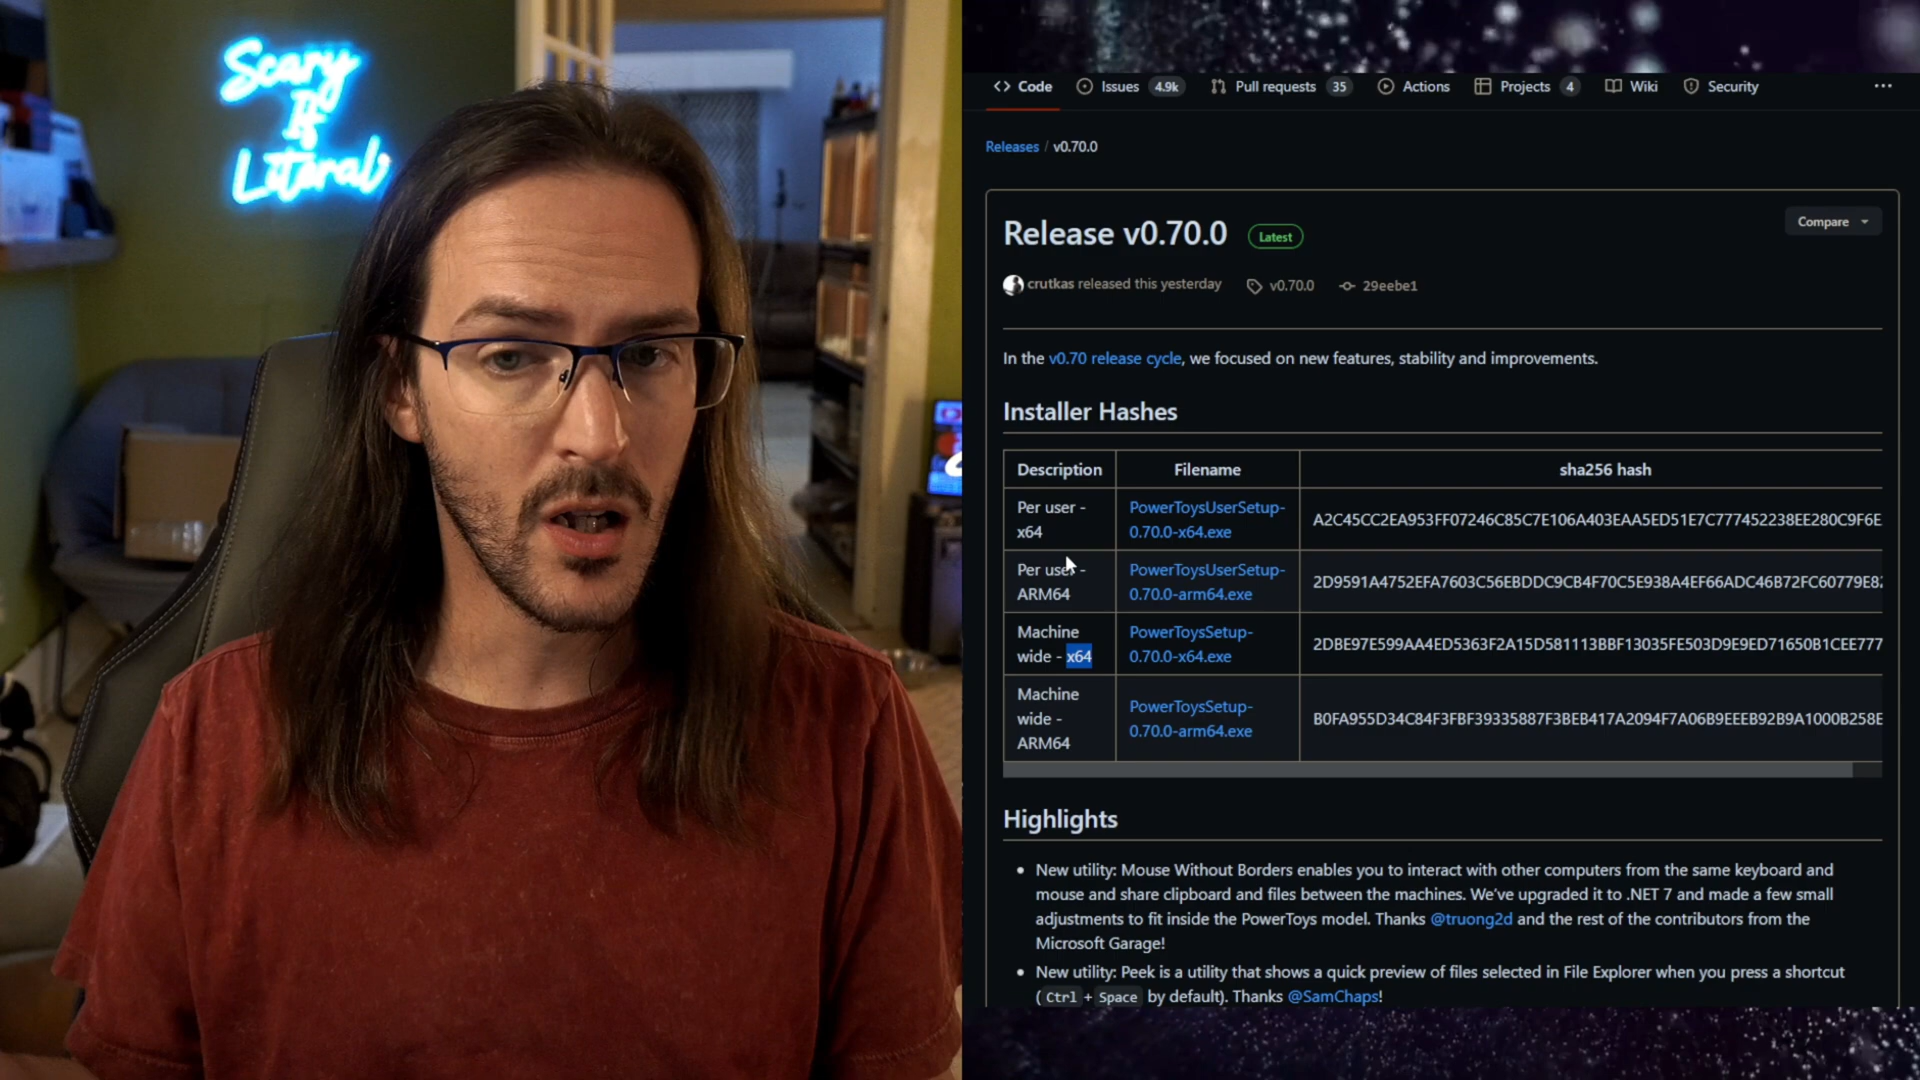 Scary
Is
Literal
Code
Issues 4.9k
Pull requests 35
Actions
Projects 4
Wiki
Security
Releases / v0.70.0
Release v0.70.0 Latest
Compare
crutkas released this yesterday v0.70.0 29eebe1
In the v0.70 release cycle, we focused on new features, stability and improvements.
Installer Hashes
Description Filename sha256 hash
Per user -
x64
PowerToysUserSetup-
0.70.0-x64.exe
A2C45CC2EA953FF07246C85C7E106A403EAA5ED51E7C777452238EE280C9F6E
Per user -
ARM64
PowerToysUserSetup-
0.70.0-arm64.exe
2D9591A4752EFA7603C56EBDDC9CB4F70C5E938A4EF66ADC46B72FC60779E8
Machine
wide - x64
PowerToysSetup-
0.70.0-x64.exe
2DBE97E599AA4ED5363F2A15D581113BBF13035FE503D9E9ED71650B1CEE777
Machine
wide -
ARM64
PowerToysSetup-
0.70.0-arm64.exe
B0FA955D34C84F3FBF39335887F3BEB417A2094F7A06B9EEEB92B9A1000B258E
Highlights
• New utility: Mouse Without Borders enables you to interact with other computers from the same keyboard and
mouse and share clipboard and files between the machines. We've upgraded it to .NET 7 and made a few small
adjustments to fit inside the PowerToys model. Thanks @truong2d and the rest of the contributors from the
Microsoft Garage!
• New utility: Peek is a utility that shows a quick preview of files selected in File Explorer when you press a shortcut
(Ctrl + Space by default). Thanks @SamChaps!